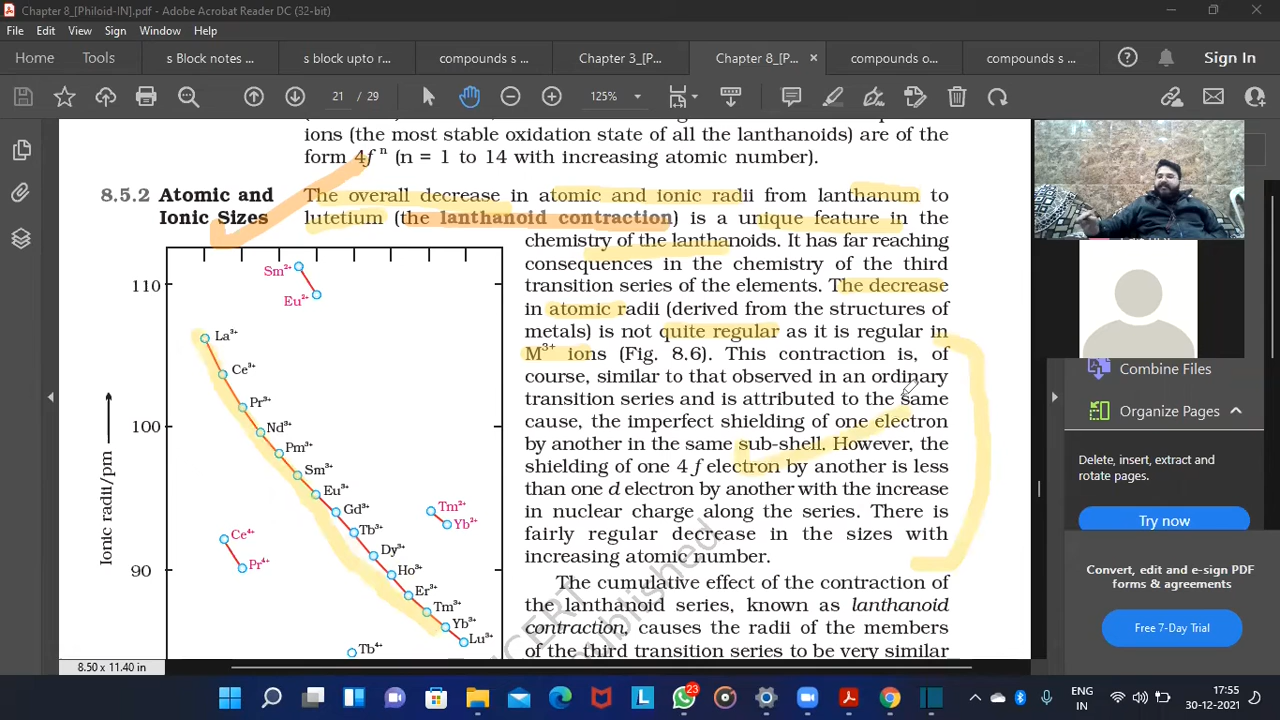 Chapter 8_[Philoid-IN].pdf - Adobe Acrobat Reader DC (32-bit)
File Edit View Sign Window Help
Home Tools s Block notes ... s block upto r... compounds s ... Chapter 3_[P... Chapter 8_[P... × compounds o... compounds s ... Sign In
21 / 29 125%
ions (the most stable oxidation state of all the lanthanoids) are of the
form 4f ⁿ (n = 1 to 14 with increasing atomic number).
8.5.2 Atomic and Ionic Sizes
The overall decrease in atomic and ionic radii from lanthanum to
lutetium (the lanthanoid contraction) is a unique feature in the
chemistry of the lanthanoids. It has far reaching
consequences in the chemistry of the third
transition series of the elements. The decrease
in atomic radii (derived from the structures of
metals) is not quite regular as it is regular in
M³⁺ ions (Fig. 8.6). This contraction is, of
course, similar to that observed in an ordinary
transition series and is attributed to the same
cause, the imperfect shielding of one electron
by another in the same sub-shell. However, the
shielding of one 4 f electron by another is less
than one d electron by another with the increase
in nuclear charge along the series. There is
fairly regular decrease in the sizes with
increasing atomic number.
The cumulative effect of the contraction of
the lanthanoid series, known as lanthanoid
contraction, causes the radii of the members
of the third transition series to be very similar
110
100
90
Ionic radii/pm
Sm²⁺
Eu²⁺
La³⁺
Ce³⁺
Pr³⁺
Nd³⁺
Pm³⁺
Sm³⁺
Eu³⁺
Gd³⁺
Tb³⁺
Dy³⁺
Ho³⁺
Er³⁺
Tm³⁺
Yb³⁺
Lu³⁺
Tm²⁺
Yb²⁺
Ce⁴⁺
Pr⁴⁺
Tb⁴⁺
8.50 x 11.40 in
Combine Files
Organize Pages
Delete, insert, extract and
rotate pages.
Try now
Convert, edit and e-sign PDF
forms & agreements
Free 7-Day Trial
23
ENG
IN
17:55
30-12-2021